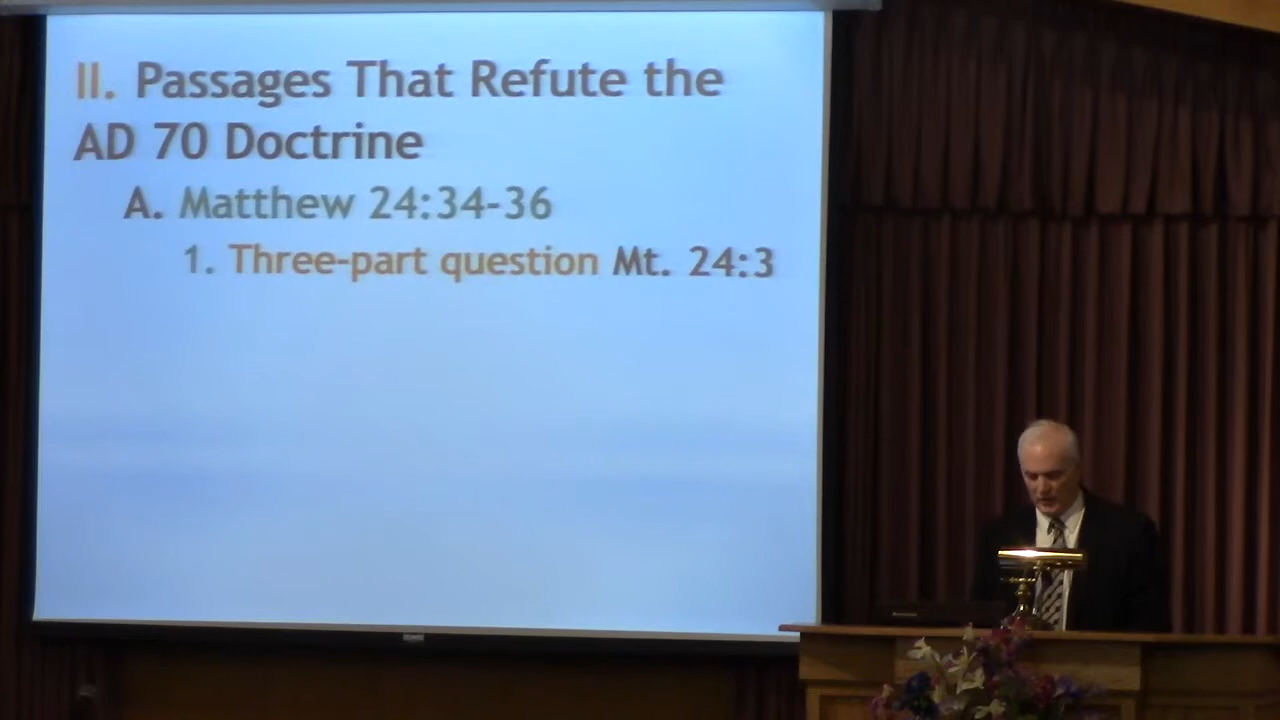 II. Passages That Refute the
AD 70 Doctrine
A. Matthew 24:34-36
1. Three-part question Mt. 24:3